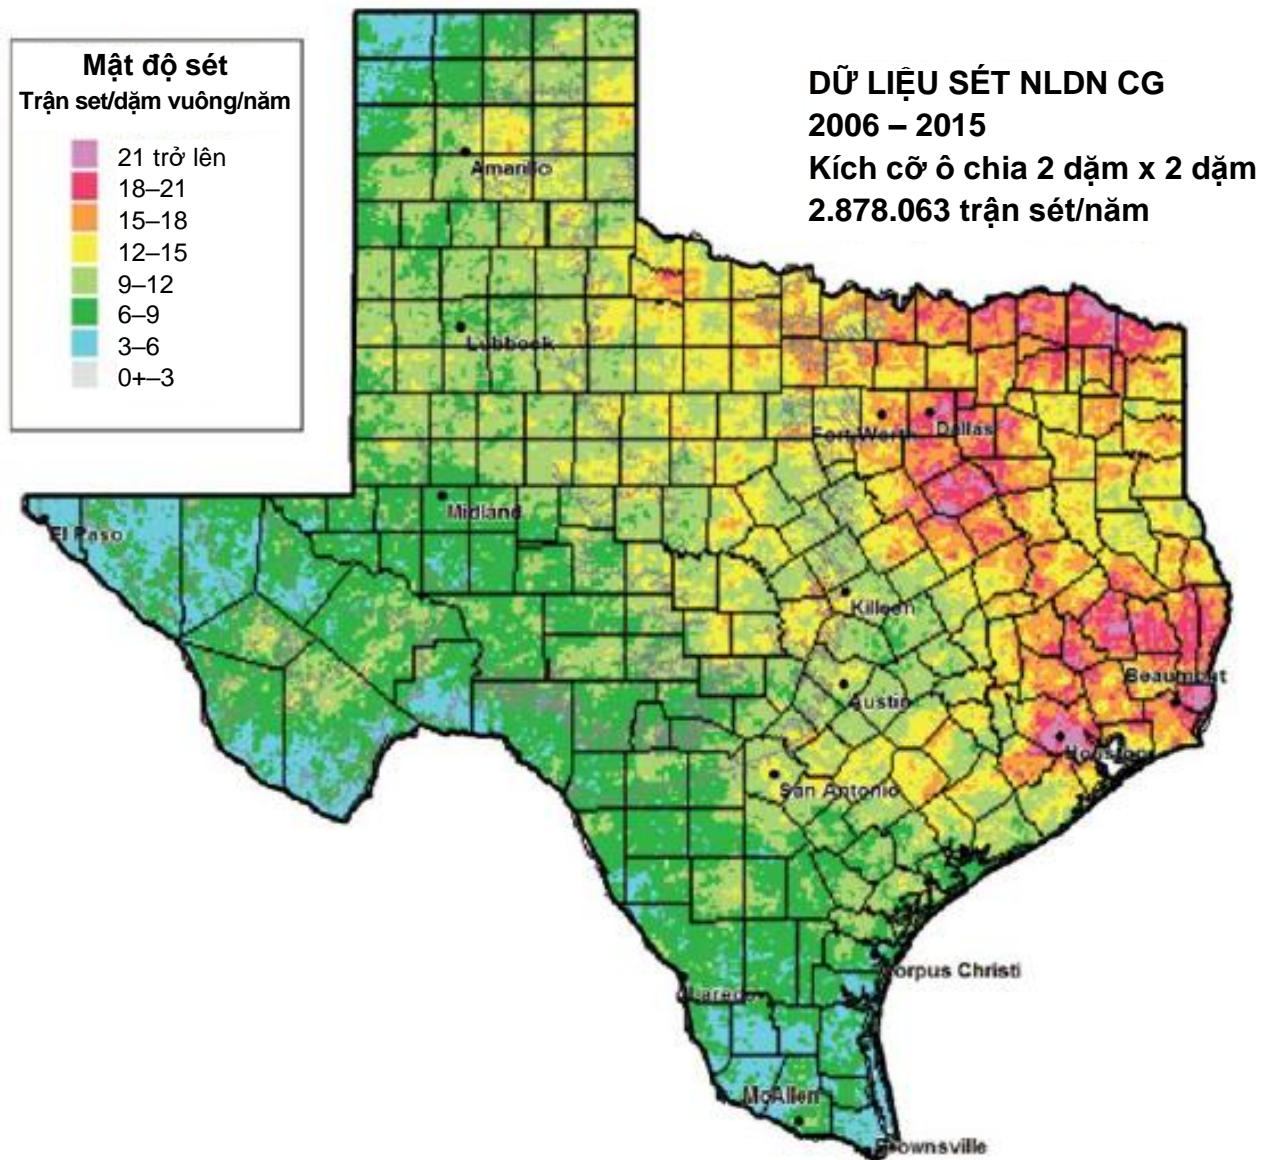 Mật độ sét
Trận set/dặm vuông/năm
21 trở lên
18–21
15–18
12–15
9–12
6–9
3–6
0+–3
DỮ LIỆU SÉT NLDN CG
2006 – 2015
Kích cỡ ô chia 2 dặm x 2 dặm
2.878.063 trận sét/năm
Amarillo
Lubbock
Fort Worth
Dallas
Midland
El Paso
Killeen
Beaumont
Austin
Houston
San Antonio
Corpus Christi
Laredo
McAllen
Brownsville